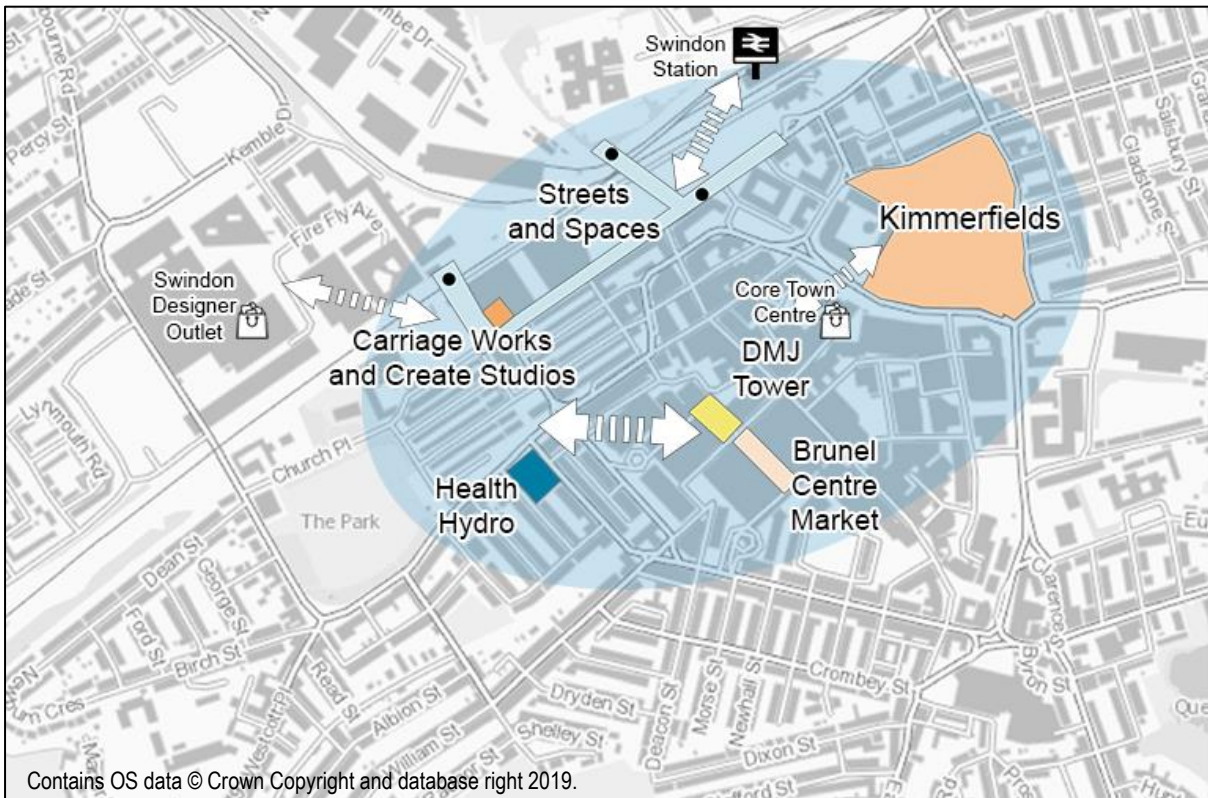 Swindon
Station
Streets
and Spaces
Kimmerfields
Core Town
Centre
DMJ
Tower
Brunel
Centre
Market
Carriage Works
and Create Studios
Health
Hydro
Swindon
Designer
Outlet
Percy St
Kemble Dr
Fire Fly Ave
Church Pl
The Park
Dean St
George St
Ford St
Birch St
Read St
Westcott Pl
Albion St
William St
Shelley St
Dryden St
Deacon St
Morse St
Newhall St
Dixon St
Crombey St
Byron St
Clarence St
Salisbury St
Gladstone St
Contains OS data © Crown Copyright and database right 2019.